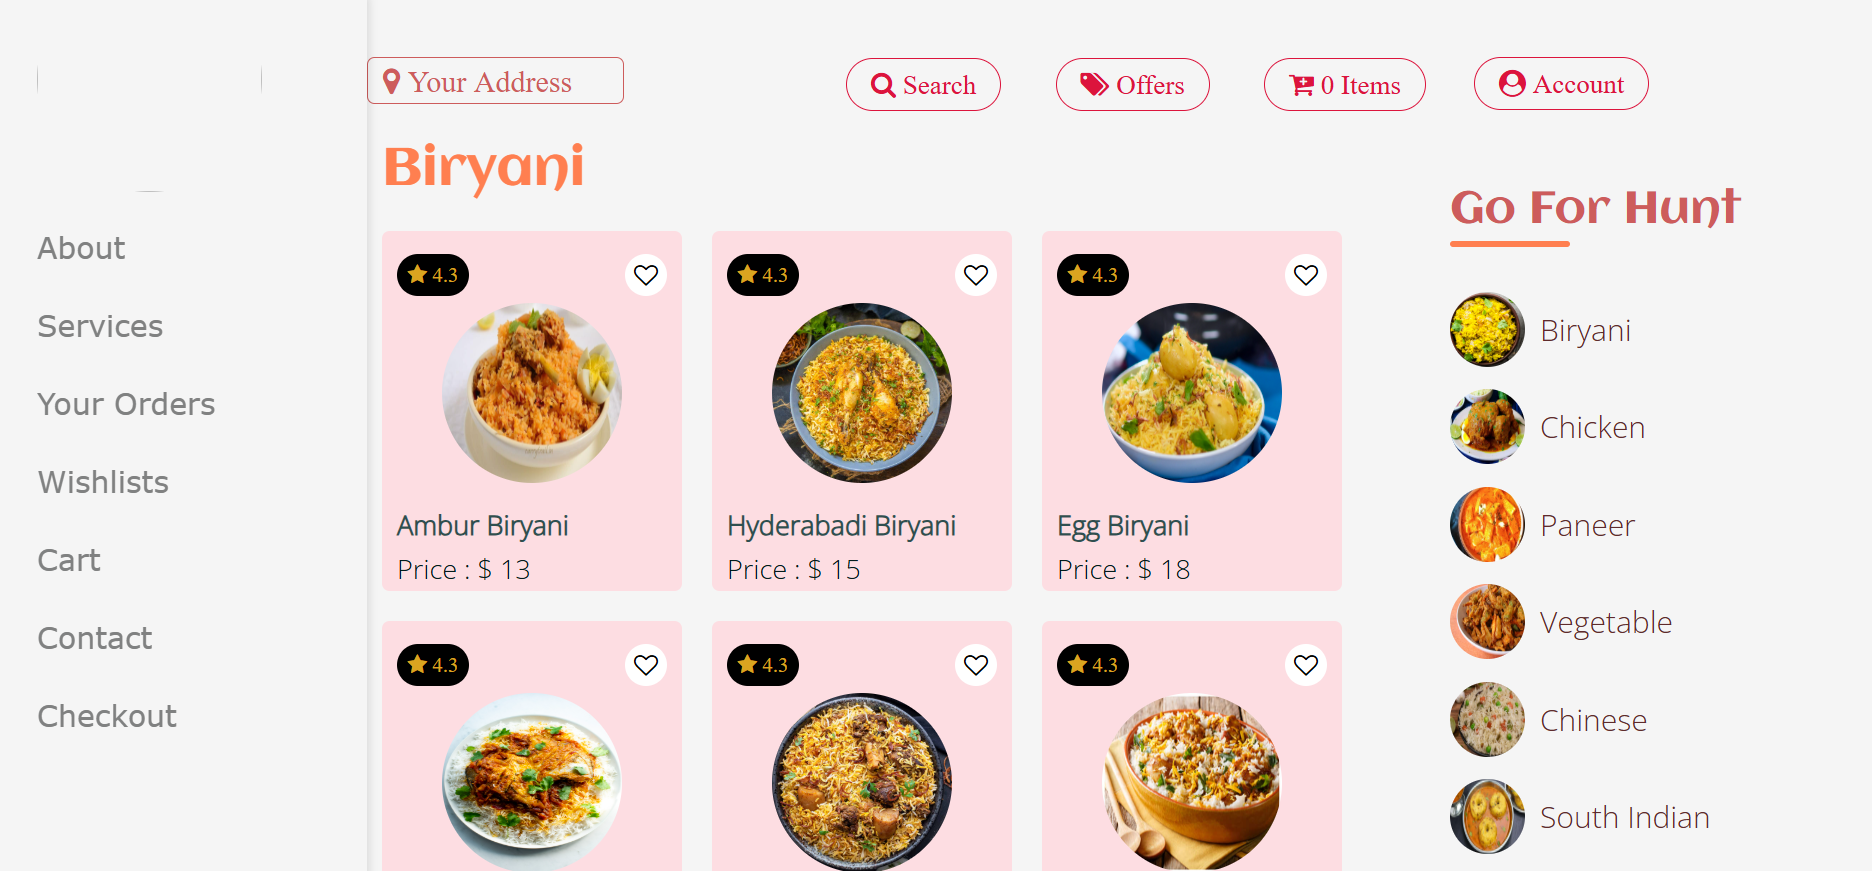 Your Address
Search
Offers
0 Items
Account
About
Services
Your Orders
Wishlists
Cart
Contact
Checkout
Biryani
4.3
4.3
4.3
Ambur Biryani
Hyderabadi Biryani
Egg Biryani
Price : $ 13
Price : $ 15
Price : $ 18
4.3
4.3
4.3
Go For Hunt
Biryani
Chicken
Paneer
Vegetable
Chinese
South Indian